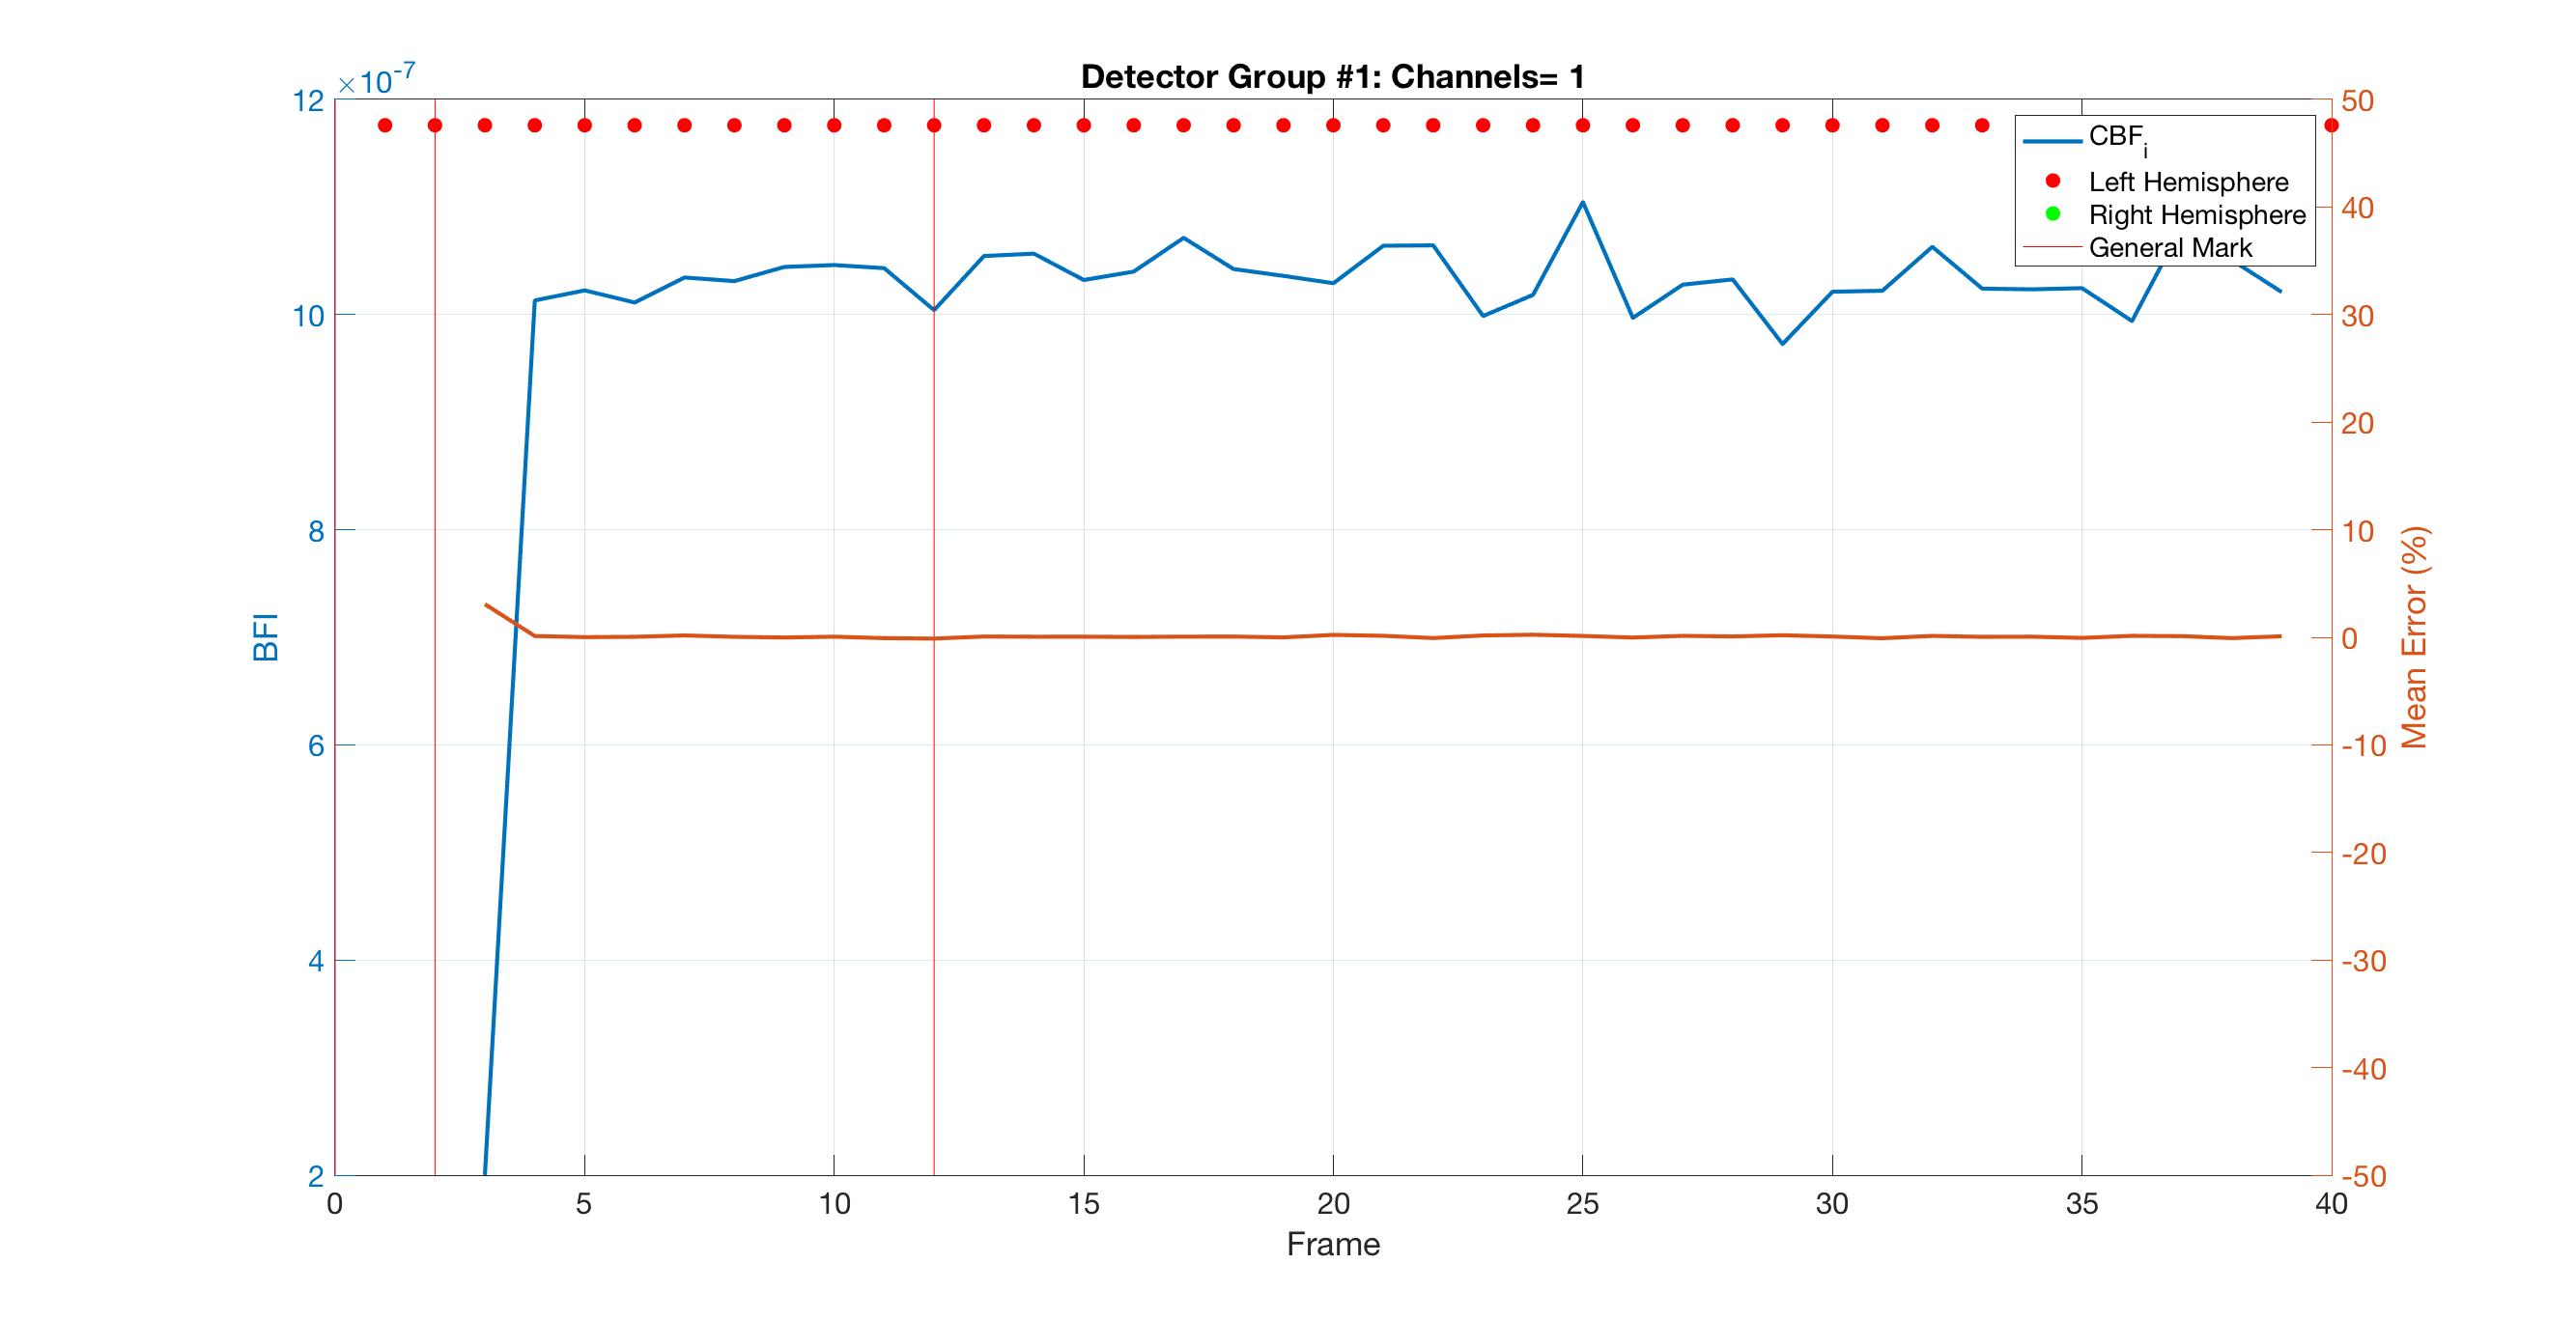 Detector Group #1: Channels= 1
×10-7
12
10
8
6
4
2
BFI
50
40
30
20
10
0
-10
-20
-30
-40
-50
Mean Error (%)
CBFi
Left Hemisphere
Right Hemisphere
General Mark
0 5 10 15 20 25 30 35 40
Frame